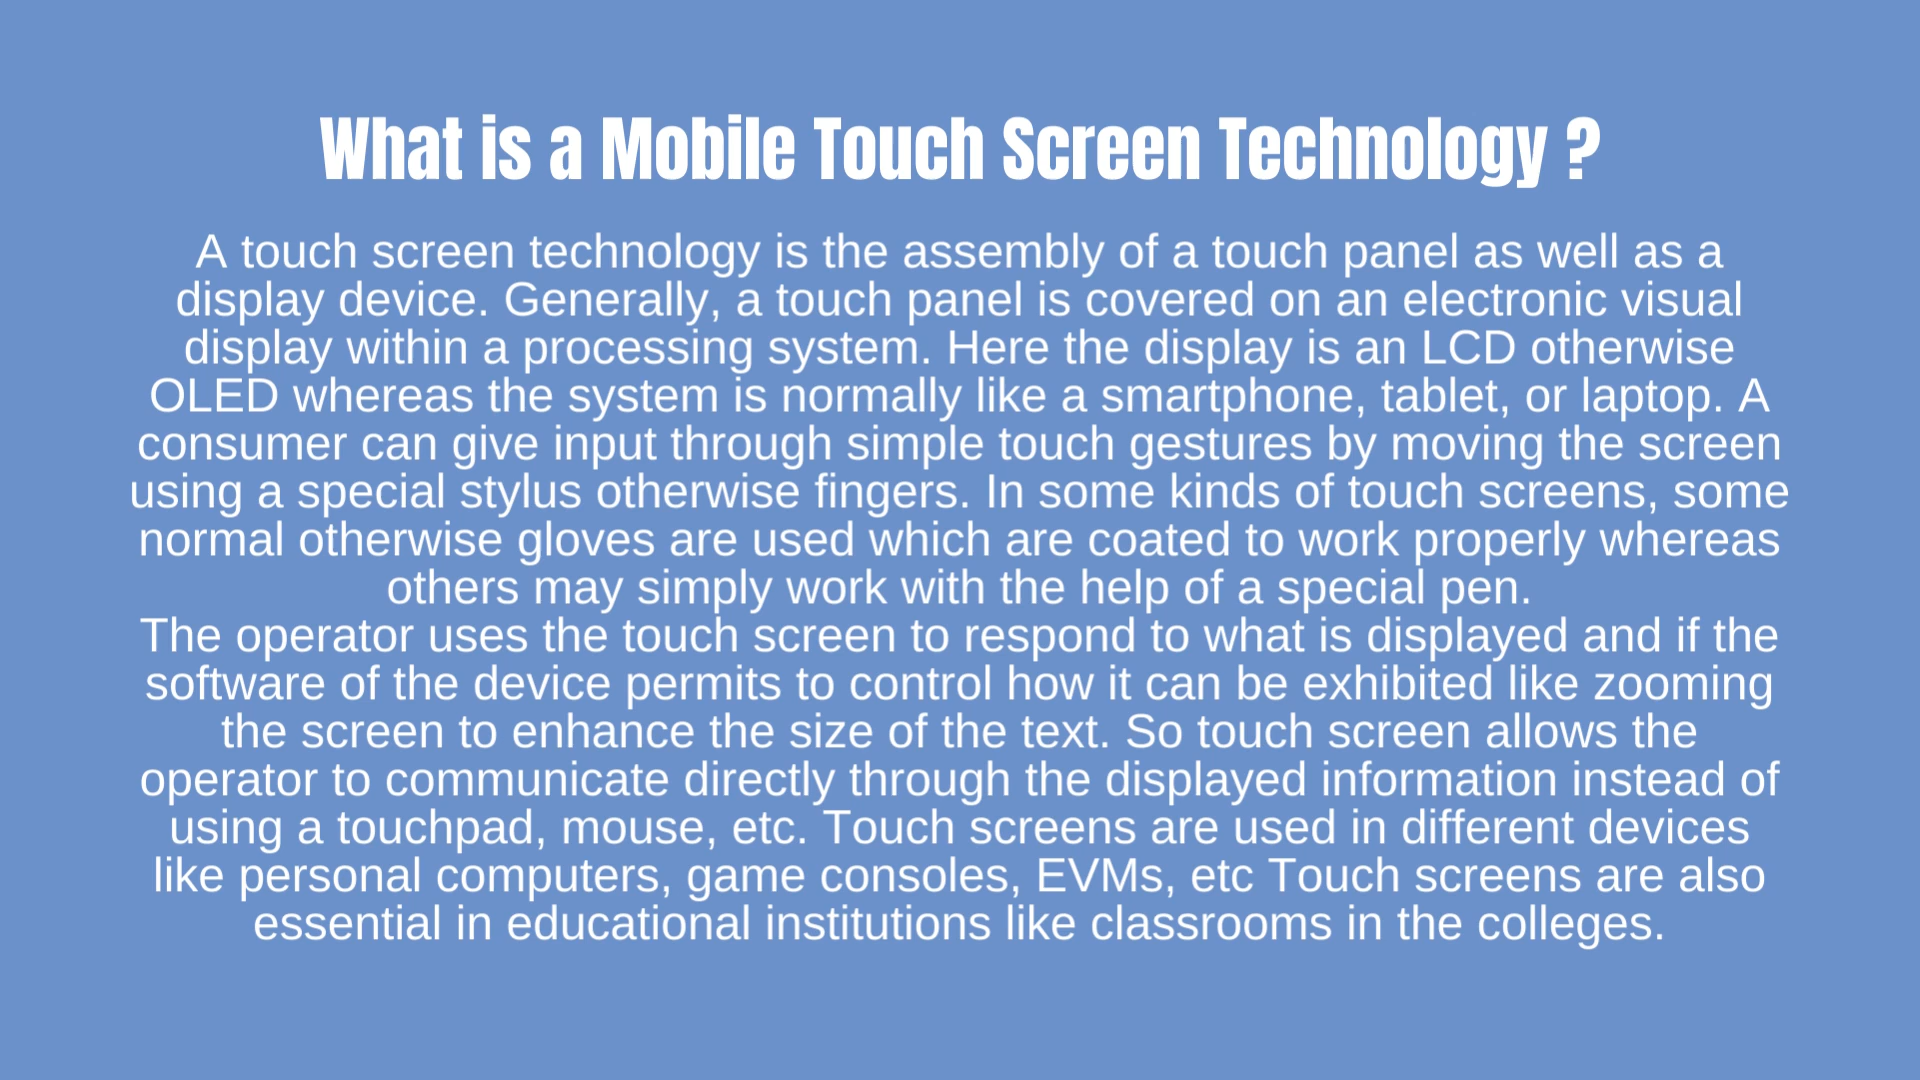 What is a Mobile Touch Screen Technology ?
A touch screen technology is the assembly of a touch panel as well as a
display device. Generally, a touch panel is covered on an electronic visual
display within a processing system. Here the display is an LCD otherwise
OLED whereas the system is normally like a smartphone, tablet, or laptop. A
consumer can give input through simple touch gestures by moving the screen
using a special stylus otherwise fingers. In some kinds of touch screens, some
normal otherwise gloves are used which are coated to work properly whereas
others may simply work with the help of a special pen.
The operator uses the touch screen to respond to what is displayed and if the
software of the device permits to control how it can be exhibited like zooming
the screen to enhance the size of the text. So touch screen allows the
operator to communicate directly through the displayed information instead of
using a touchpad, mouse, etc. Touch screens are used in different devices
like personal computers, game consoles, EVMs, etc Touch screens are also
essential in educational institutions like classrooms in the colleges.